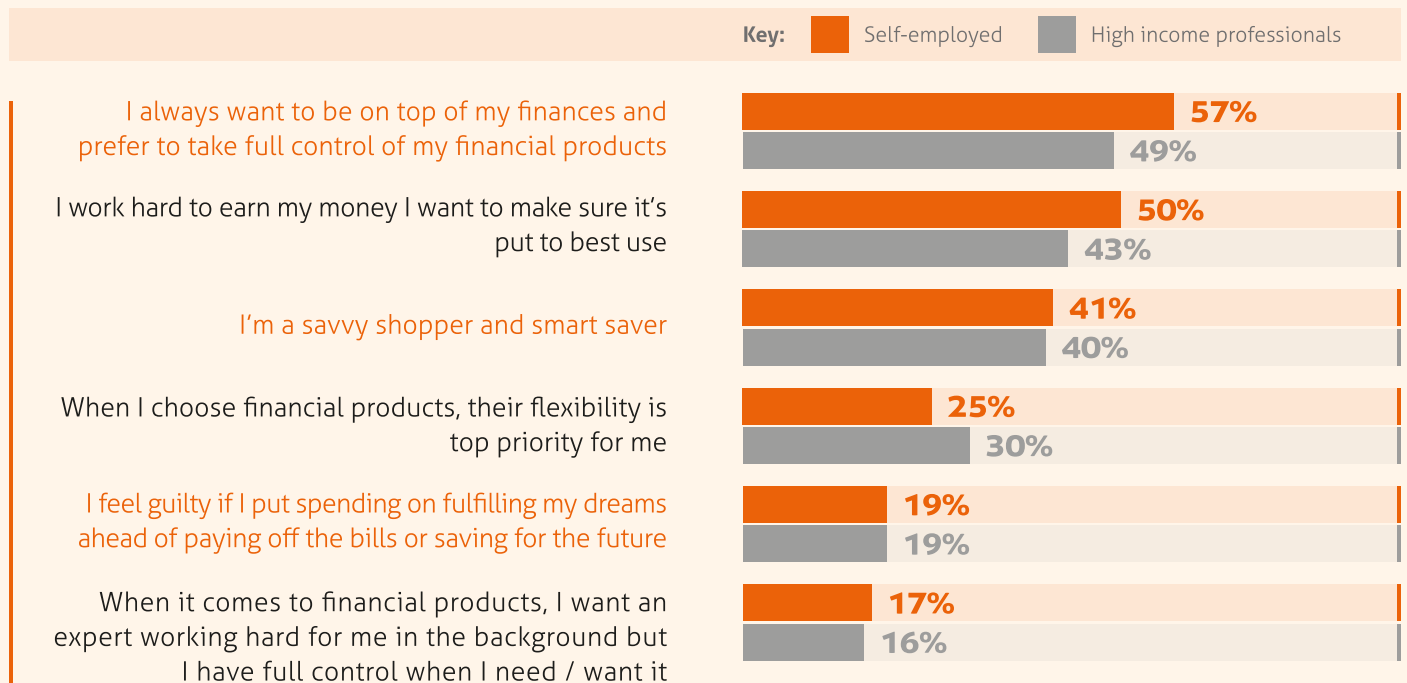 Key: Self-employed High income professionals
I always want to be on top of my finances and
prefer to take full control of my financial products
57%
49%
I work hard to earn my money I want to make sure it's
put to best use
50%
43%
I'm a savvy shopper and smart saver
41%
40%
When I choose financial products, their flexibility is
top priority for me
25%
30%
I feel guilty if I put spending on fulfilling my dreams
ahead of paying off the bills or saving for the future
19%
19%
When it comes to financial products, I want an
expert working hard for me in the background but
I have full control when I need / want it
17%
16%